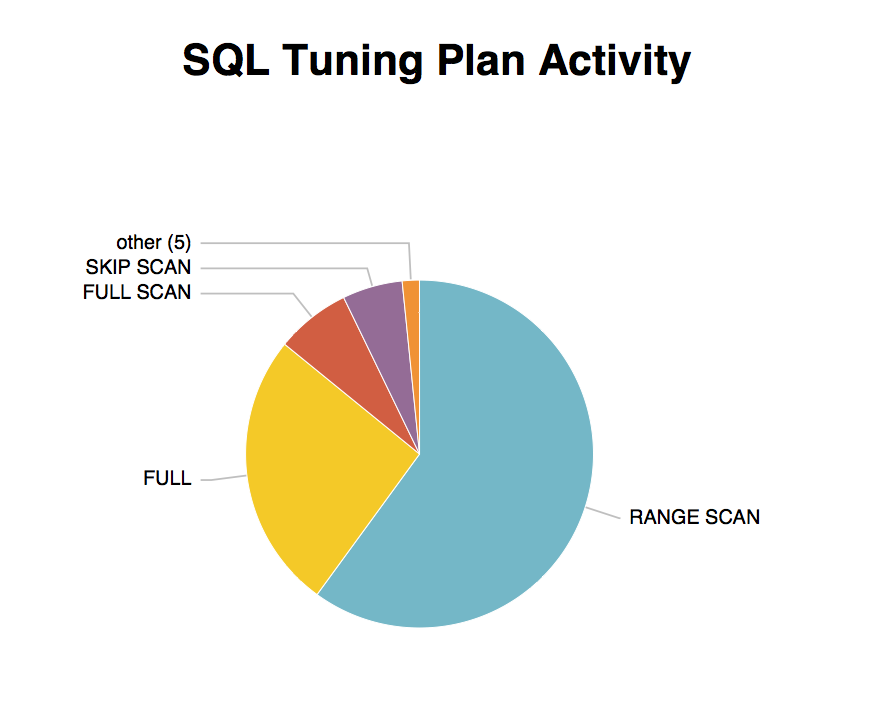 SQL Tuning Plan Activity
other (5)
SKIP SCAN
FULL SCAN
FULL
RANGE SCAN